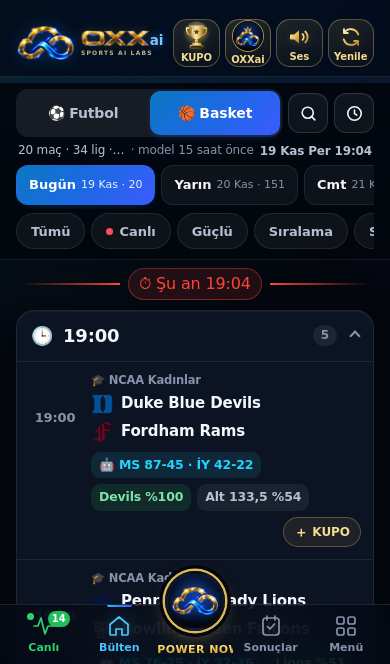 OXX ai
SPORTS AI LABS
KUPO
OXXai
Ses
Yenile
Futbol
Basket
20 maç · 34 lig ·… · model 15 saat önce 19 Kas Per 19:04
Bugün 19 Kas · 20
Yarın 20 Kas · 151
Cmt 21 K
Tümü
Canlı
Güçlü
Sıralama
Şu an 19:04
19:00
5
NCAA Kadınlar
19:00
Duke Blue Devils
Fordham Rams
MS 87-45 · İY 42-22
Devils %100
Alt 133,5 %54
+ KUPO
NCAA Kad
Penn
ady Lions
14
Canlı
Bülten
POWER NOW
Sonuçlar
Menü